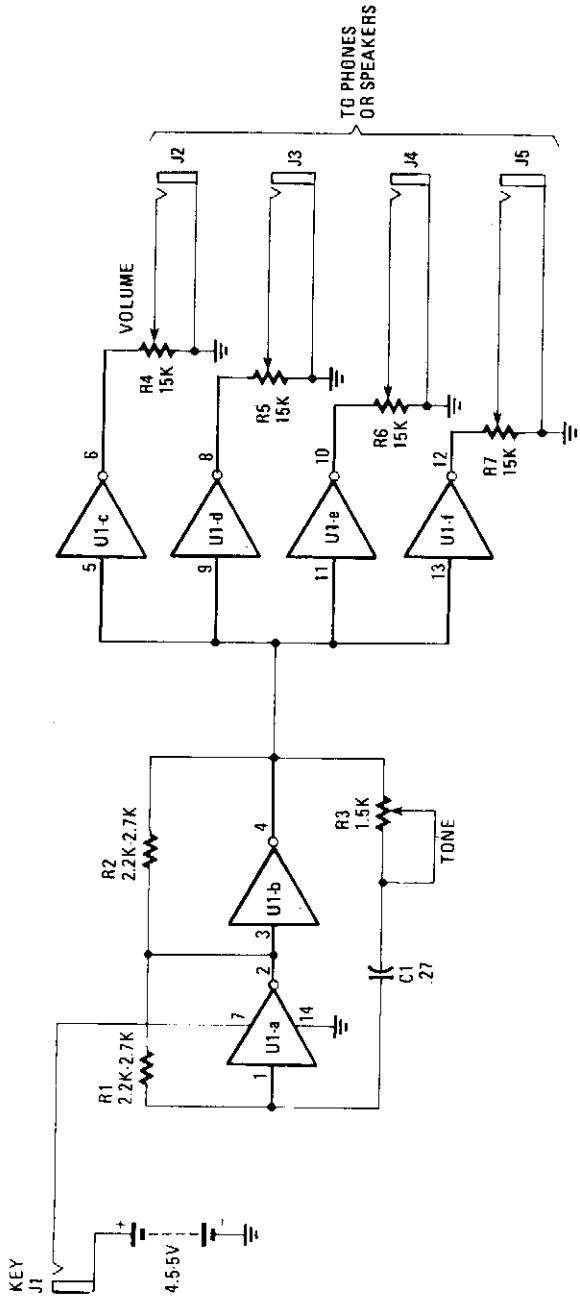 KEY
J1
+
4.5-5V
-
R1
2.2K-2.7K
R2
2.2K-2.7K
1
U1-a
7
14
2
3
U1-b
4
C1
.27
R3
1.5K
TONE
5
U1-c
6
9
U1-d
8
11
U1-e
10
13
U1-f
12
VOLUME
R4
15K
R5
15K
R6
15K
R7
15K
J2
J3
J4
J5
TO PHONES
OR SPEAKERS